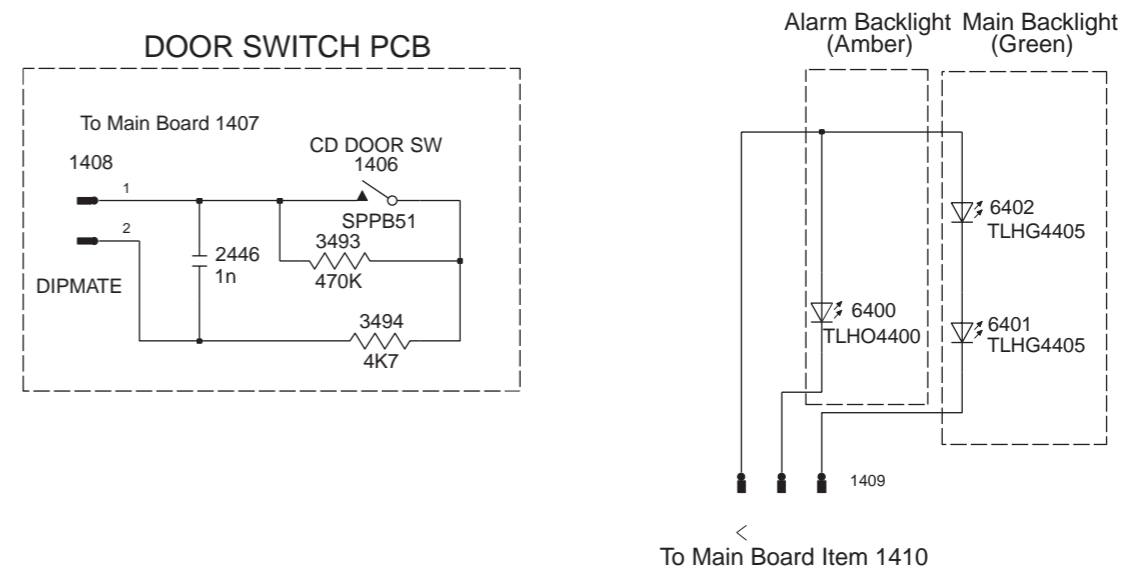 DOOR SWITCH PCB
To Main Board 1407
1408
1
2
DIPMATE
CD DOOR SW
1406
SPPB51
2446
1n
3493
470K
3494
4K7
Alarm Backlight
(Amber)
Main Backlight
(Green)
6402
TLHG4405
6400
TLHO4400
6401
TLHG4405
1409
<
To Main Board Item 1410